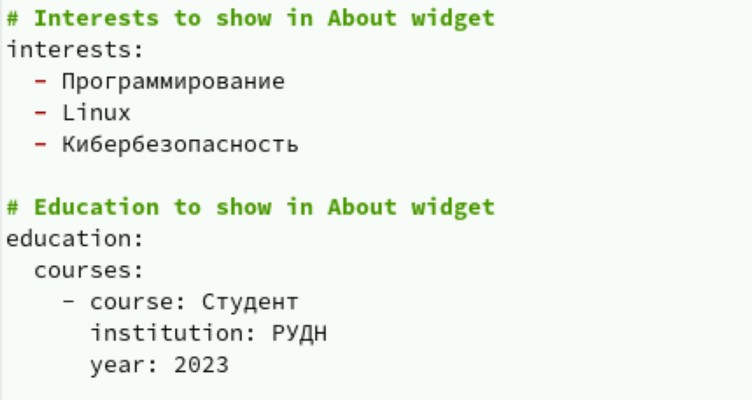 # Interests to show in About widget
interests:
  - Программирование
  - Linux
  - Кибербезопасность

# Education to show in About widget
education:
  courses:
    - course: Студент
      institution: РУДН
      year: 2023